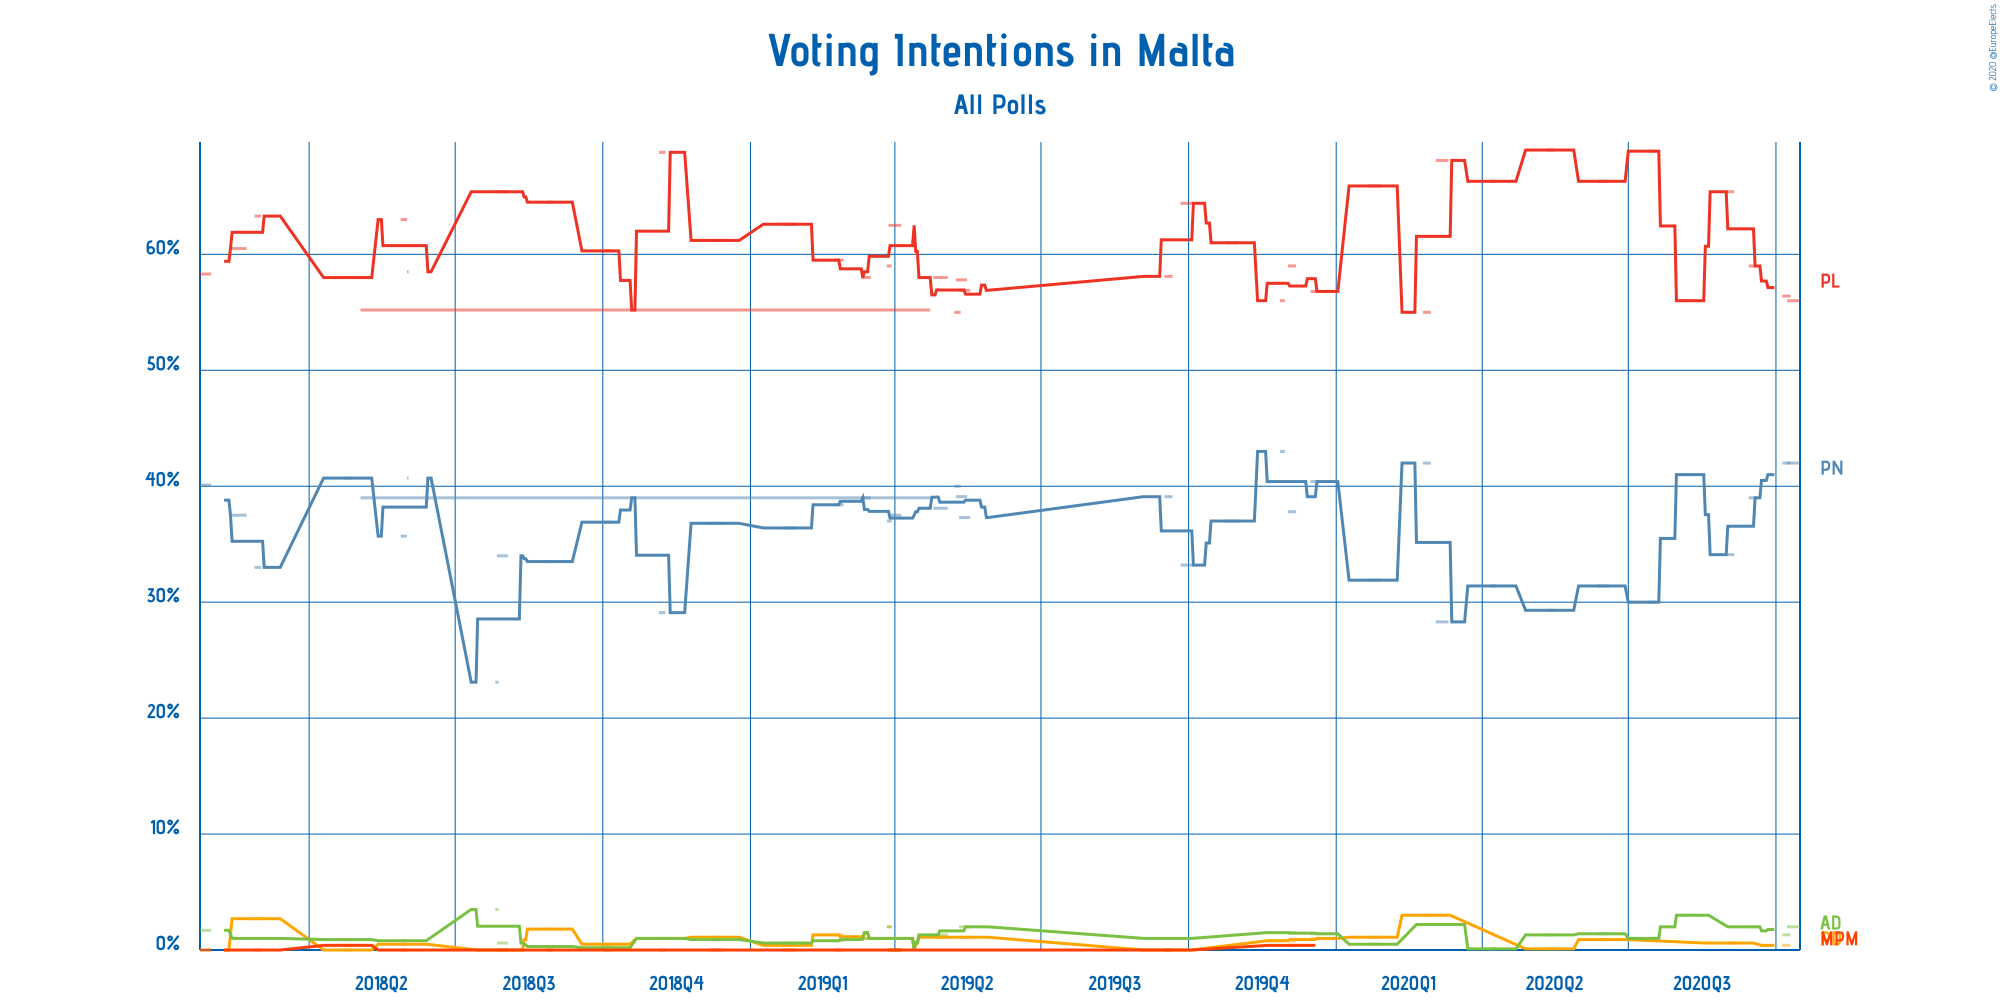 © 2020 @EuropeElects
Voting Intentions in Malta
All Polls
60%
50%
40%
30%
20%
10%
0%
PL
PN
AD
MPM
2018Q2 2018Q3 2018Q4 2019Q1 2019Q2 2019Q3 2019Q4 2020Q1 2020Q2 2020Q3